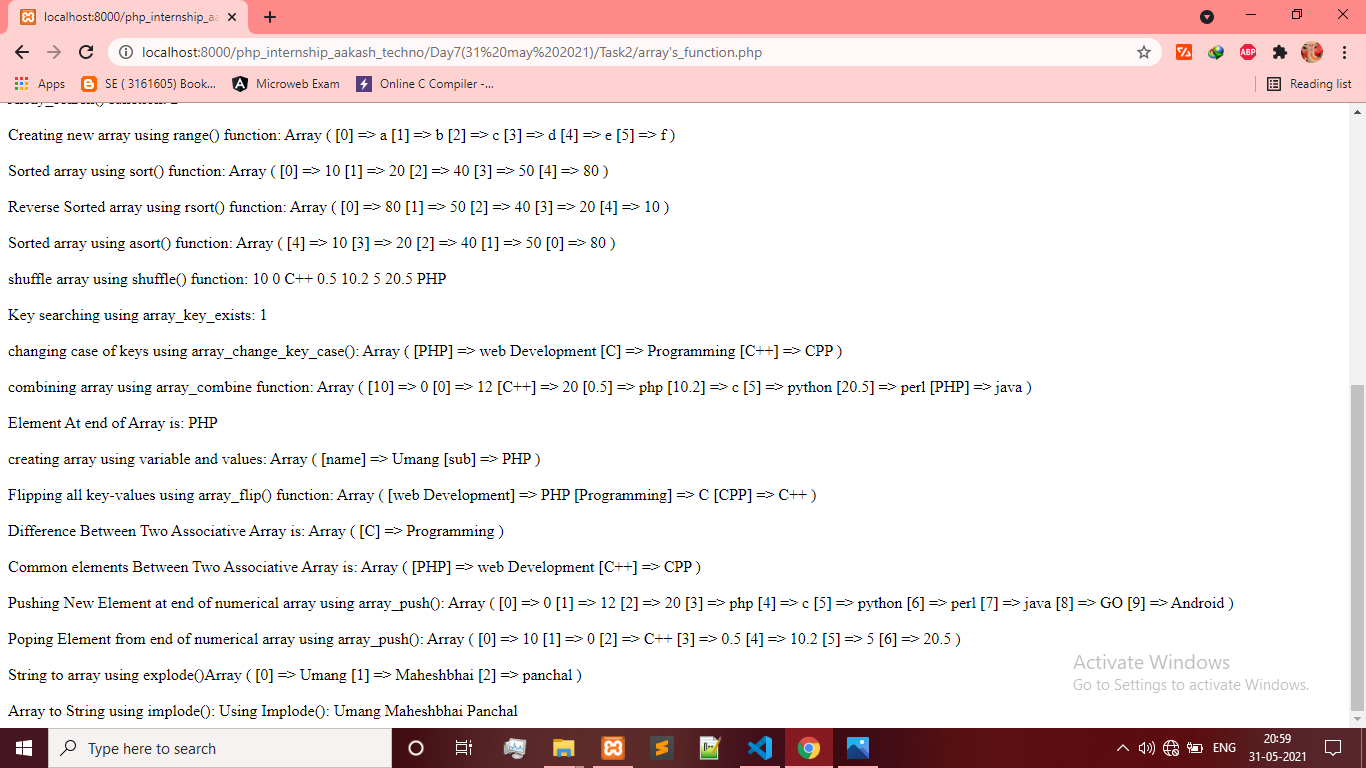 localhost:8000/php_internship_aa
localhost:8000/php_internship_aakash_techno/Day7(31%20may%202021)/Task2/array's_function.php
ABP
Apps SE ( 3161605) Book... Microweb Exam Online C Compiler -... Reading list
Creating new array using range() function: Array ( [0] => a [1] => b [2] => c [3] => d [4] => e [5] => f )
Sorted array using sort() function: Array ( [0] => 10 [1] => 20 [2] => 40 [3] => 50 [4] => 80 )
Reverse Sorted array using rsort() function: Array ( [0] => 80 [1] => 50 [2] => 40 [3] => 20 [4] => 10 )
Sorted array using asort() function: Array ( [4] => 10 [3] => 20 [2] => 40 [1] => 50 [0] => 80 )
shuffle array using shuffle() function: 10 0 C++ 0.5 10.2 5 20.5 PHP
Key searching using array_key_exists: 1
changing case of keys using array_change_key_case(): Array ( [PHP] => web Development [C] => Programming [C++] => CPP )
combining array using array_combine function: Array ( [10] => 0 [0] => 12 [C++] => 20 [0.5] => php [10.2] => c [5] => python [20.5] => perl [PHP] => java )
Element At end of Array is: PHP
creating array using variable and values: Array ( [name] => Umang [sub] => PHP )
Flipping all key-values using array_flip() function: Array ( [web Development] => PHP [Programming] => C [CPP] => C++ )
Difference Between Two Associative Array is: Array ( [C] => Programming )
Common elements Between Two Associative Array is: Array ( [PHP] => web Development [C++] => CPP )
Pushing New Element at end of numerical array using array_push(): Array ( [0] => 0 [1] => 12 [2] => 20 [3] => php [4] => c [5] => python [6] => perl [7] => java [8] => GO [9] => Android )
Poping Element from end of numerical array using array_push(): Array ( [0] => 10 [1] => 0 [2] => C++ [3] => 0.5 [4] => 10.2 [5] => 5 [6] => 20.5 )
String to array using explode()Array ( [0] => Umang [1] => Maheshbhai [2] => panchal )
Array to String using implode(): Using Implode(): Umang Maheshbhai Panchal
Activate Windows
Go to Settings to activate Windows.
Type here to search
ENG
20:59
31-05-2021